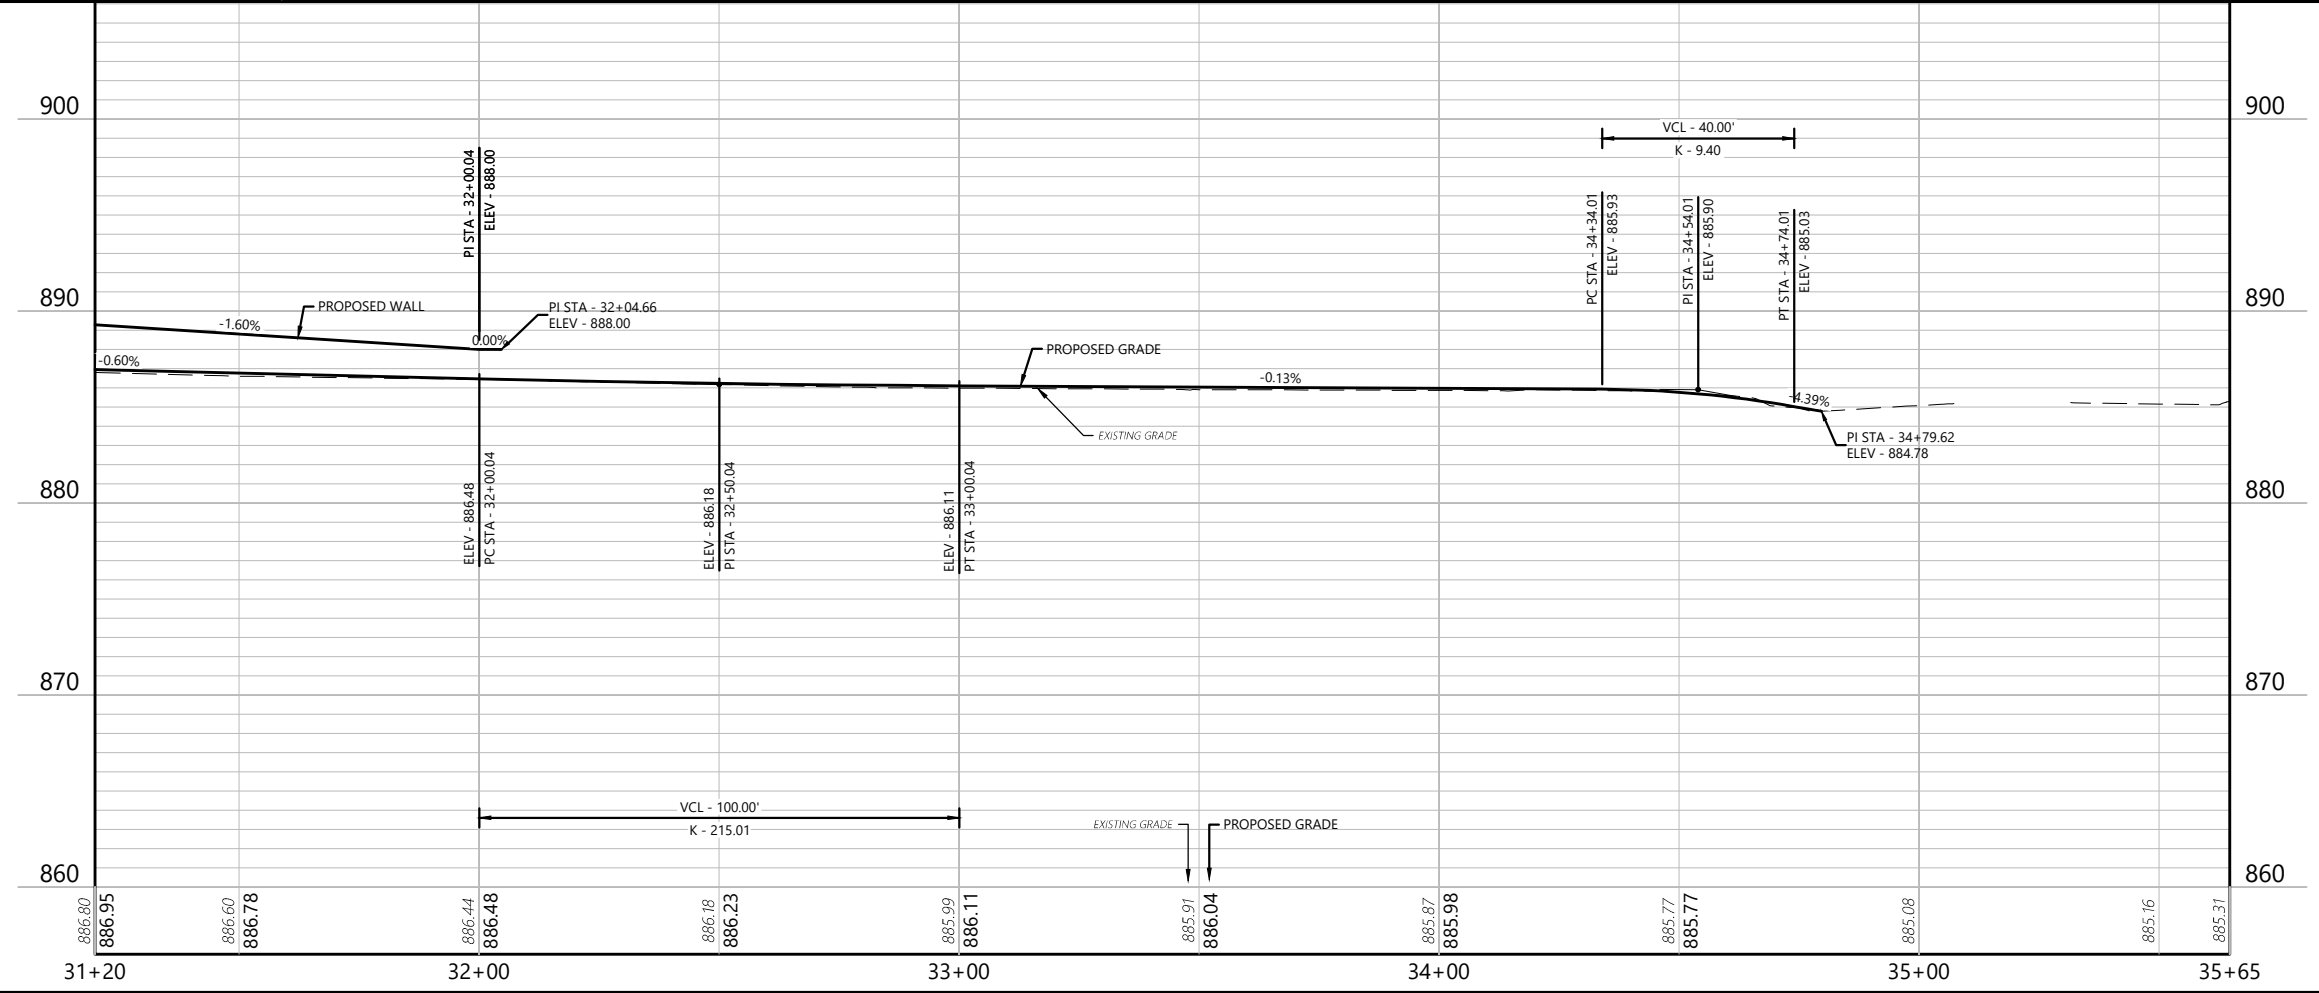 900
900
VCL - 40.00'
K - 9.40
PI STA - 32+00.04
ELEV - 888.00
PC STA - 34+34.01
ELEV - 885.93
PI STA - 34+54.01
ELEV - 885.90
PT STA - 34+74.01
ELEV - 885.03
890
890
PROPOSED WALL
-1.60%
PI STA - 32+04.66
ELEV - 888.00
0.00%
-0.60%
PROPOSED GRADE
-0.13%
-4.39%
EXISTING GRADE
PI STA - 34+79.62
ELEV - 884.78
880
880
ELEV - 886.48
PC STA - 32+00.04
ELEV - 886.18
PI STA - 32+50.04
ELEV - 886.11
PT STA - 33+00.04
870
870
VCL - 100.00'
K - 215.01
EXISTING GRADE
PROPOSED GRADE
860
860
886.80
886.95
886.60
886.78
886.44
886.48
886.18
886.23
885.99
886.11
885.91
886.04
885.87
885.98
885.77
885.77
885.08
885.16
885.31
31+20
32+00
33+00
34+00
35+00
35+65